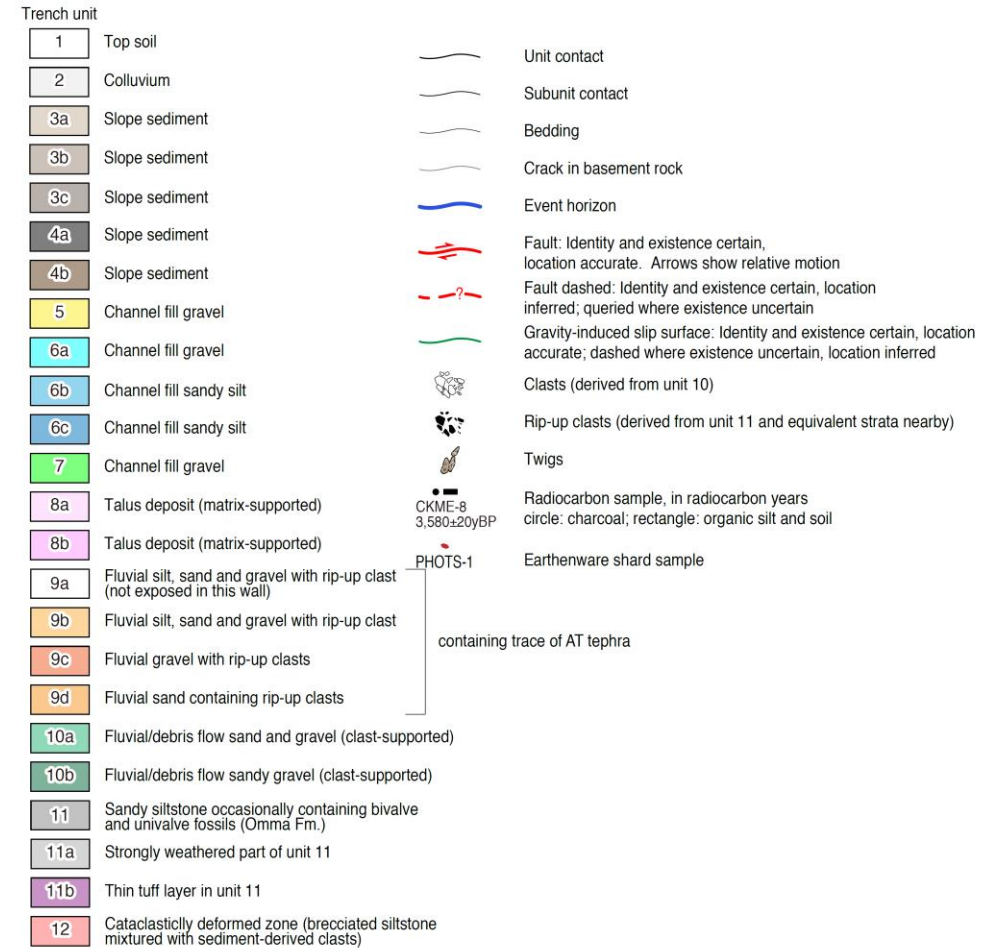 Trench unit
1 Top soil
2 Colluvium
3a Slope sediment
3b Slope sediment
3c Slope sediment
4a Slope sediment
4b Slope sediment
5 Channel fill gravel
6a Channel fill gravel
6b Channel fill sandy silt
6c Channel fill sandy silt
7 Channel fill gravel
8a Talus deposit (matrix-supported)
8b Talus deposit (matrix-supported)
9a Fluvial silt, sand and gravel with rip-up clast
(not exposed in this wall)
9b Fluvial silt, sand and gravel with rip-up clast
9c Fluvial gravel with rip-up clasts
9d Fluvial sand containing rip-up clasts
containing trace of AT tephra
10a Fluvial/debris flow sand and gravel (clast-supported)
10b Fluvial/debris flow sandy gravel (clast-supported)
11 Sandy siltstone occasionally containing bivalve
and univalve fossils (Omma Fm.)
11a Strongly weathered part of unit 11
11b Thin tuff layer in unit 11
12 Cataclasticlly deformed zone (brecciated siltstone
mixtured with sediment-derived clasts)
Unit contact
Subunit contact
Bedding
Crack in basement rock
Event horizon
Fault: Identity and existence certain,
location accurate. Arrows show relative motion
? Fault dashed: Identity and existence certain, location
inferred; queried where existence uncertain
Gravity-induced slip surface: Identity and existence certain, location
accurate; dashed where existence uncertain, location inferred
Clasts (derived from unit 10)
Rip-up clasts (derived from unit 11 and equivalent strata nearby)
Twigs
CKME-8
3,580±20yBP
Radiocarbon sample, in radiocarbon years
circle: charcoal; rectangle: organic silt and soil
PHOTS-1 Earthenware shard sample